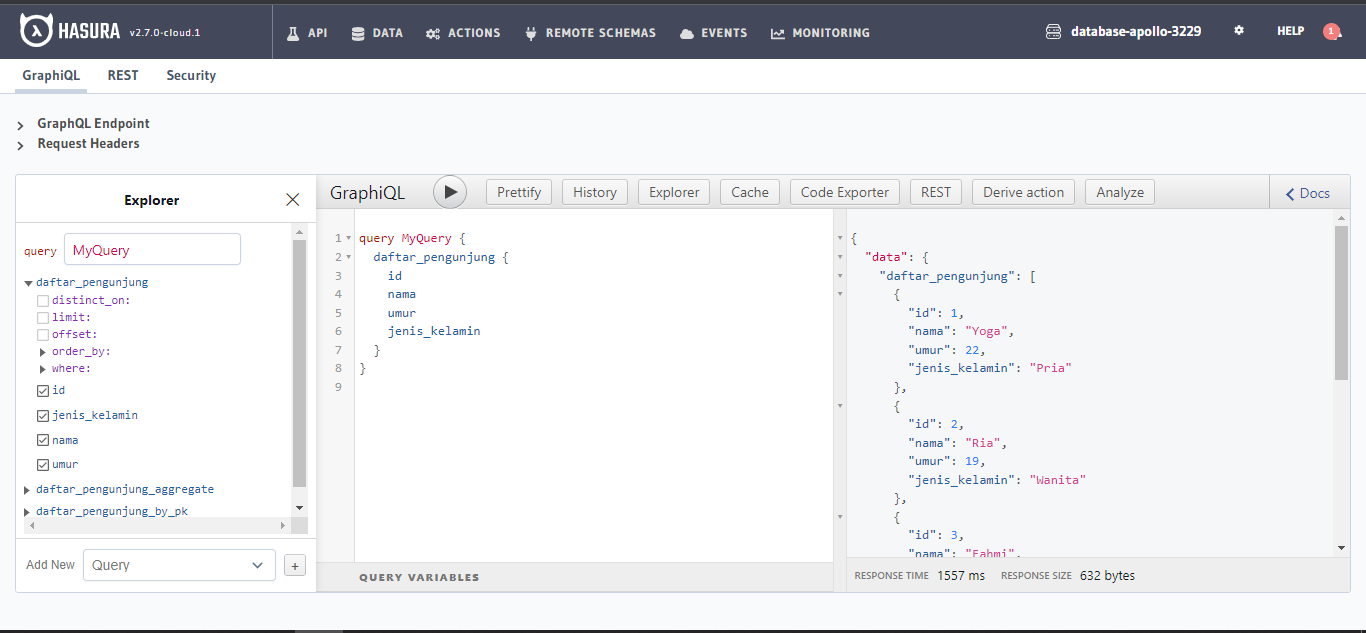 HASURA v2.7.0-cloud.1 API DATA ACTIONS REMOTE SCHEMAS EVENTS MONITORING database-apollo-3229 HELP 1
GraphiQL REST Security
GraphQL Endpoint
Request Headers
Explorer
query MyQuery
daftar_pengunjung
distinct_on:
limit:
offset:
order_by:
where:
id
jenis_kelamin
nama
umur
daftar_pengunjung_aggregate
daftar_pengunjung_by_pk
Add New Query +
GraphiQL Prettify History Explorer Cache Code Exporter REST Derive action Analyze Docs
1 query MyQuery {
2 daftar_pengunjung {
3 id
4 nama
5 umur
6 jenis_kelamin
7 }
8 }
9
QUERY VARIABLES
{
"data": {
"daftar_pengunjung": [
{
"id": 1,
"nama": "Yoga",
"umur": 22,
"jenis_kelamin": "Pria"
},
{
"id": 2,
"nama": "Ria",
"umur": 19,
"jenis_kelamin": "Wanita"
},
{
"id": 3,
"nama": "Fahmi",
RESPONSE TIME 1557 ms RESPONSE SIZE 632 bytes